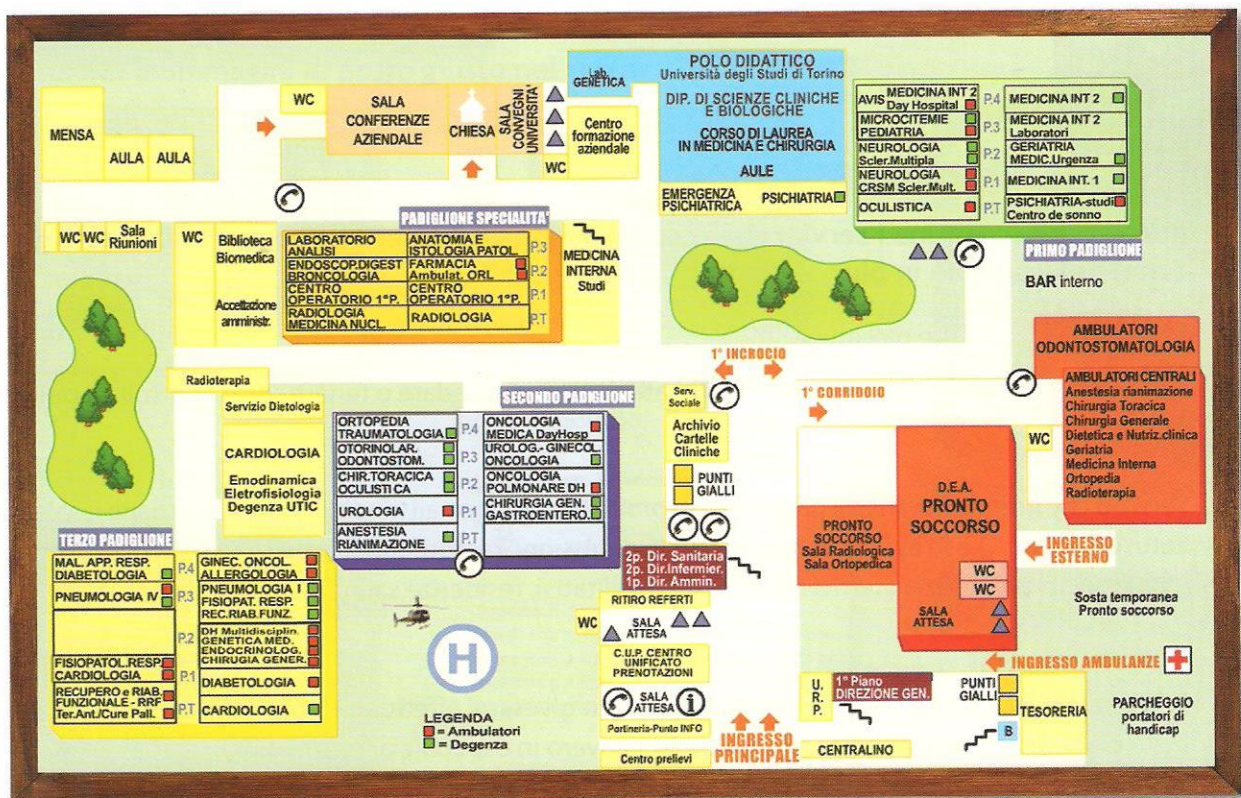 MENSA
AULA
AULA
WC
SALA
CONFERENZE
AZIENDALE
CHIESA
SALA
CONVEGNI
UNIVERSITA'
Lab.
GENETICA
Centro
formazione
aziendale
WC
POLO DIDATTICO
Università degli Studi di Torino
DIP. DI SCIENZE CLINICHE
E BIOLOGICHE
CORSO DI LAUREA
IN MEDICINA E CHIRURGIA
AULE
EMERGENZA
PSICHIATRICA
PSICHIATRIA
AVIS MEDICINA INT 2
Day Hospital
P.4
MEDICINA INT 2
MICROCITEMIE
PEDIATRIA
P.3
MEDICINA INT 2
Laboratori
NEUROLOGIA
Scler.Multipla
P.2
GERIATRIA
MEDIC.Urgenza
NEUROLOGIA
CRSM Scler.Mult.
P.1
MEDICINA INT. 1
OCULISTICA
P.T
PSICHIATRIA-studi
Centro de sonno
PRIMO PADIGLIONE
BAR interno
WC WC
Sala
Riunioni
WC
Biblioteca
Biomedica
Accettazione
amministr.
PADIGLIONE SPECIALITA'
LABORATORIO
ANALISI
ANATOMIA E
ISTOLOGIA PATOL.
P.3
ENDOSCOP.DIGEST
BRONCOLOGIA
FARMACIA
Ambulat. ORL
P.2
CENTRO
OPERATORIO 1°P.
CENTRO
OPERATORIO 1°P.
P.1
RADIOLOGIA
MEDICINA NUCL.
RADIOLOGIA
P.T
MEDICINA
INTERNA
Studi
1° INCROCIO
AMBULATORI
ODONTOSTOMATOLOGIA
AMBULATORI CENTRALI
Anestesia rianimazione
Chirurgia Toracica
Chirurgia Generale
Dietetica e Nutriz.clinica
Geriatria
Medicina Interna
Ortopedia
Radioterapia
1° CORRIDOIO
WC
Radioterapia
Servizio Dietologia
CARDIOLOGIA
Emodinamica
Eletrofisiologia
Degenza UTIC
SECONDO PADIGLIONE
ORTOPEDIA
TRAUMATOLOGIA
P.4
ONCOLOGIA
MEDICA DayHosp
OTORINOLAR.
ODONTOSTOM.
P.3
UROLOG.- GINECOL.
ONCOLOGIA
CHIR.TORACICA
OCULISTICA
P.2
ONCOLOGIA
POLMONARE DH
UROLOGIA
P.1
CHIRURGIA GEN.
GASTROENTERO.
ANESTESIA
RIANIMAZIONE
P.T
Serv.
Sociale
Archivio
Cartelle
Cliniche
PUNTI
GIALLI
2p. Dir. Sanitaria
2p. Dir.Infermier.
1p. Dir. Ammin.
D.E.A.
PRONTO
SOCCORSO
PRONTO
SOCCORSO
Sala Radiologica
Sala Ortopedica
WC
WC
SALA
ATTESA
INGRESSO
ESTERNO
Sosta temporanea
Pronto soccorso
INGRESSO AMBULANZE
TERZO PADIGLIONE
MAL. APP. RESP.
DIABETOLOGIA
P.4
GINEC. ONCOL.
ALLERGOLOGIA
PNEUMOLOGIA IV
P.3
PNEUMOLOGIA I
FISIOPAT. RESP.
REC.RIAB.FUNZ.
P.2
DH Multidisciplin.
GENETICA MED.
ENDOCRINOLOG.
CHIRUGIA GENER.
FISIOPATOL.RESP
CARDIOLOGIA
P.1
DIABETOLOGIA
RECUPERO e RIAB.
FUNZIONALE - RRF
Ter.Ant./Cure Pall.
P.T
CARDIOLOGIA
H
LEGENDA
= Ambulatori
= Degenza
RITIRO REFERTI
WC
SALA
ATTESA
C.U.P. CENTRO
UNIFICATO
PRENOTAZIONI
SALA
ATTESA
i
Portineria-Punto INFO
Centro prelievi
INGRESSO
PRINCIPALE
U.
R.
P.
1° Piano
DIREZIONE GEN.
CENTRALINO
PUNTI
GIALLI
B
TESORERIA
PARCHEGGIO
portatori di
handicap